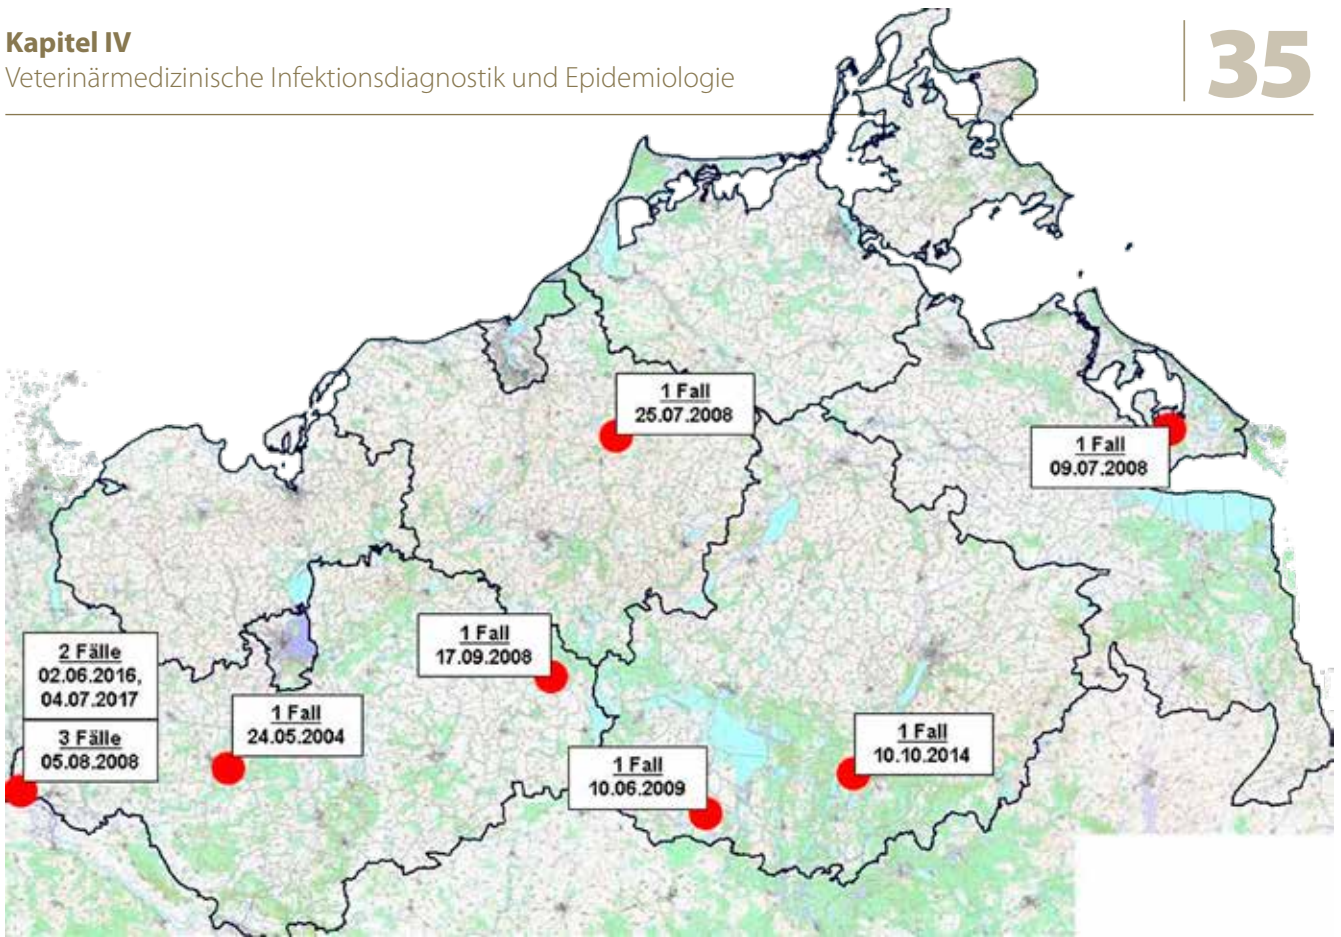 Kapitel IV
Veterinärmedizinische Infektionsdiagnostik und Epidemiologie
35
1 Fall
25.07.2008
1 Fall
09.07.2008
1 Fall
17.09.2008
2 Fälle
02.06.2016,
04.07.2017
3 Fälle
05.08.2008
1 Fall
24.05.2004
1 Fall
10.06.2009
1 Fall
10.10.2014